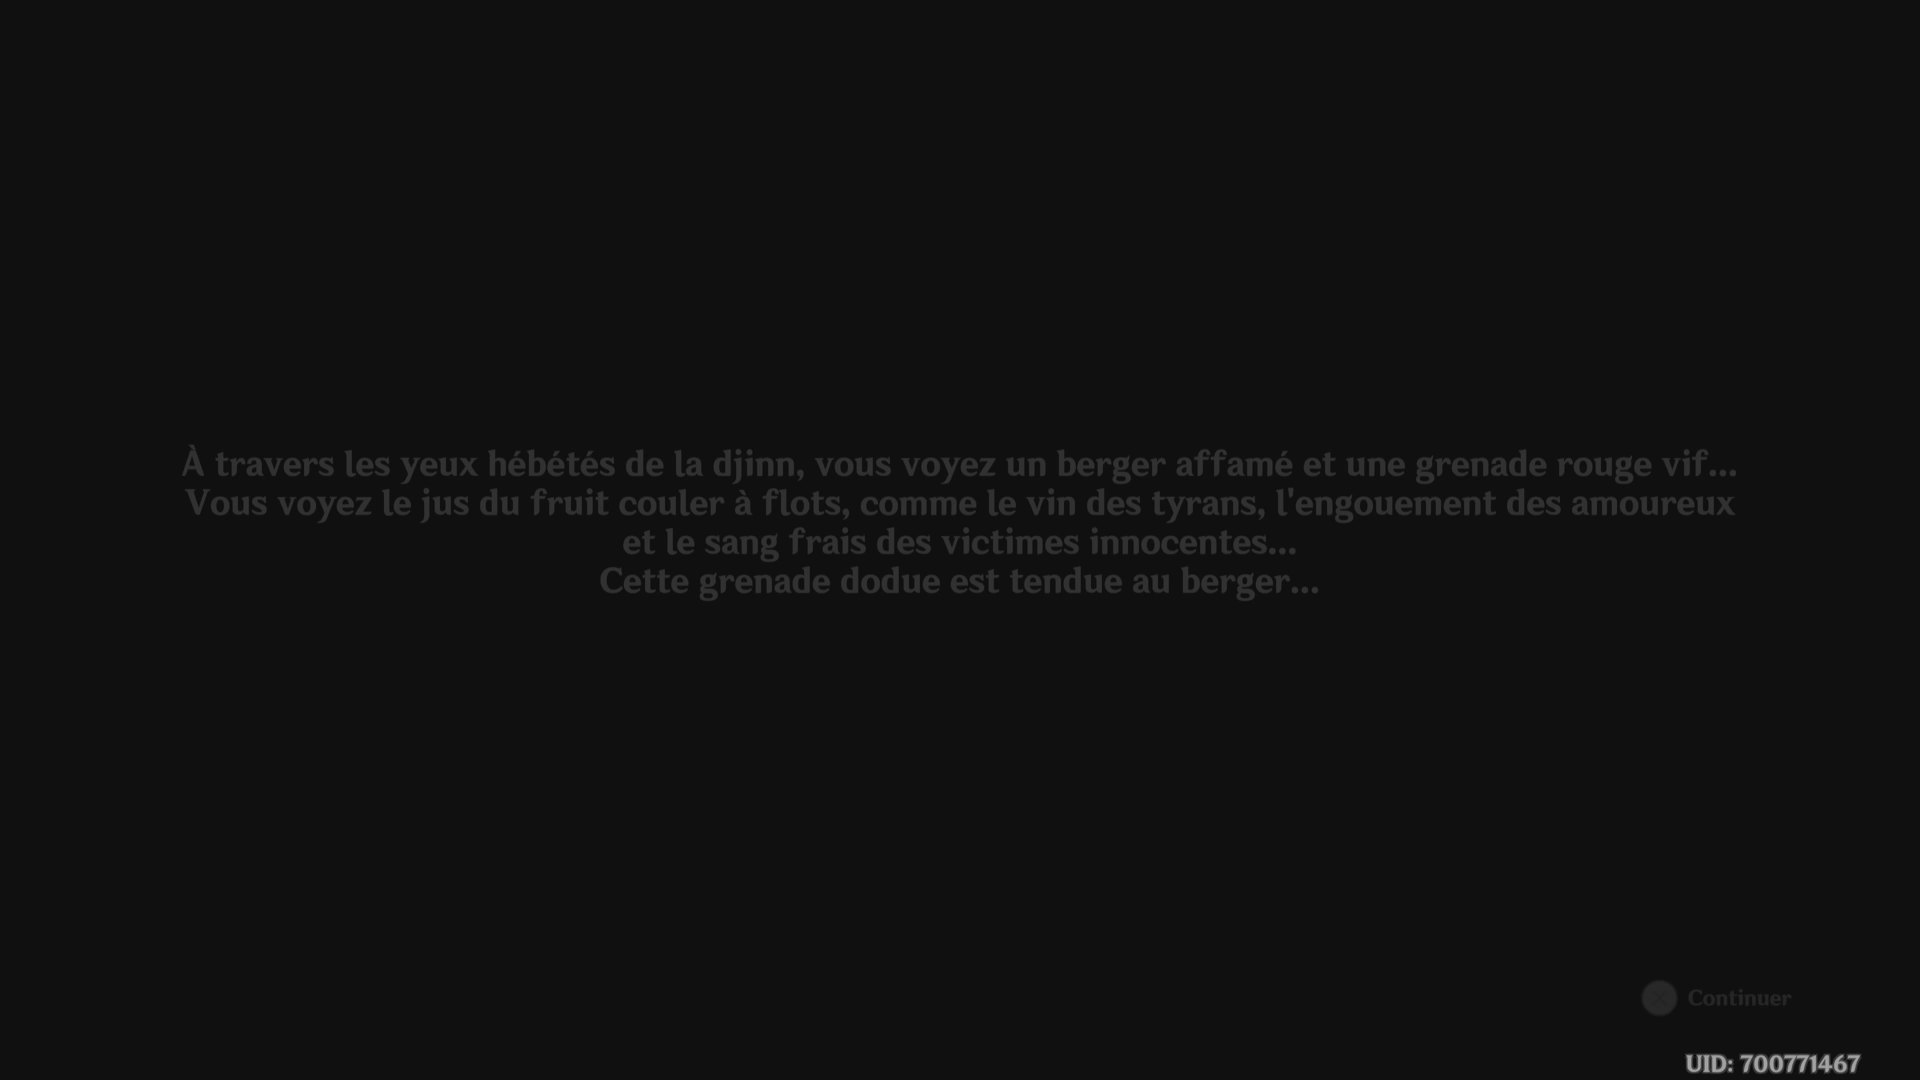 À travers les yeux hébétés de la djinn, vous voyez un berger affamé et une grenade rouge vif...
Vous voyez le jus du fruit couler à flots, comme le vin des tyrans, l'engouement des amoureux
et le sang frais des victimes innocentes...
Cette grenade dodue est tendue au berger...
Continuer
UID: 700771467